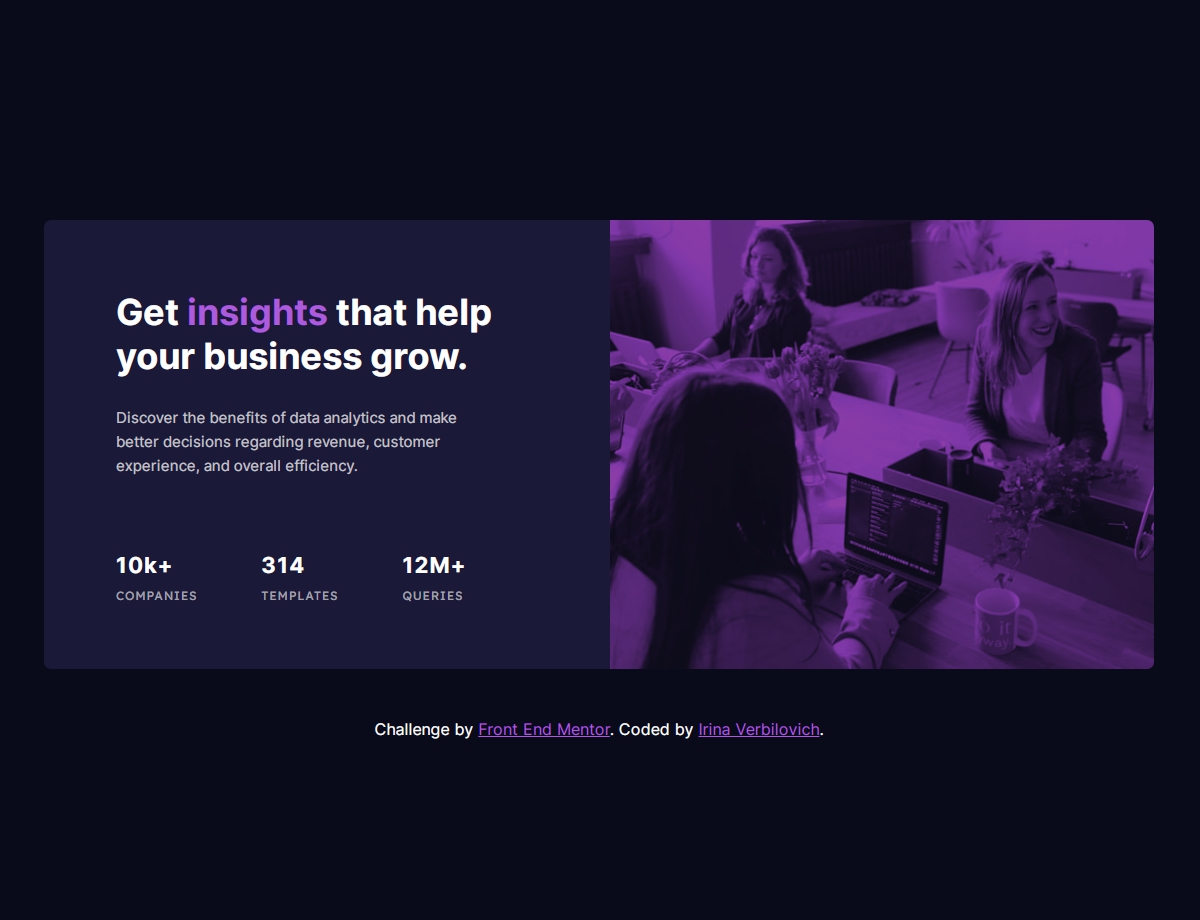 Get insights that help
your business grow.
Discover the benefits of data analytics and make
better decisions regarding revenue, customer
experience, and overall efficiency.
10k+ 314 12M+
COMPANIES TEMPLATES QUERIES
Challenge by Front End Mentor. Coded by Irina Verbilovich.